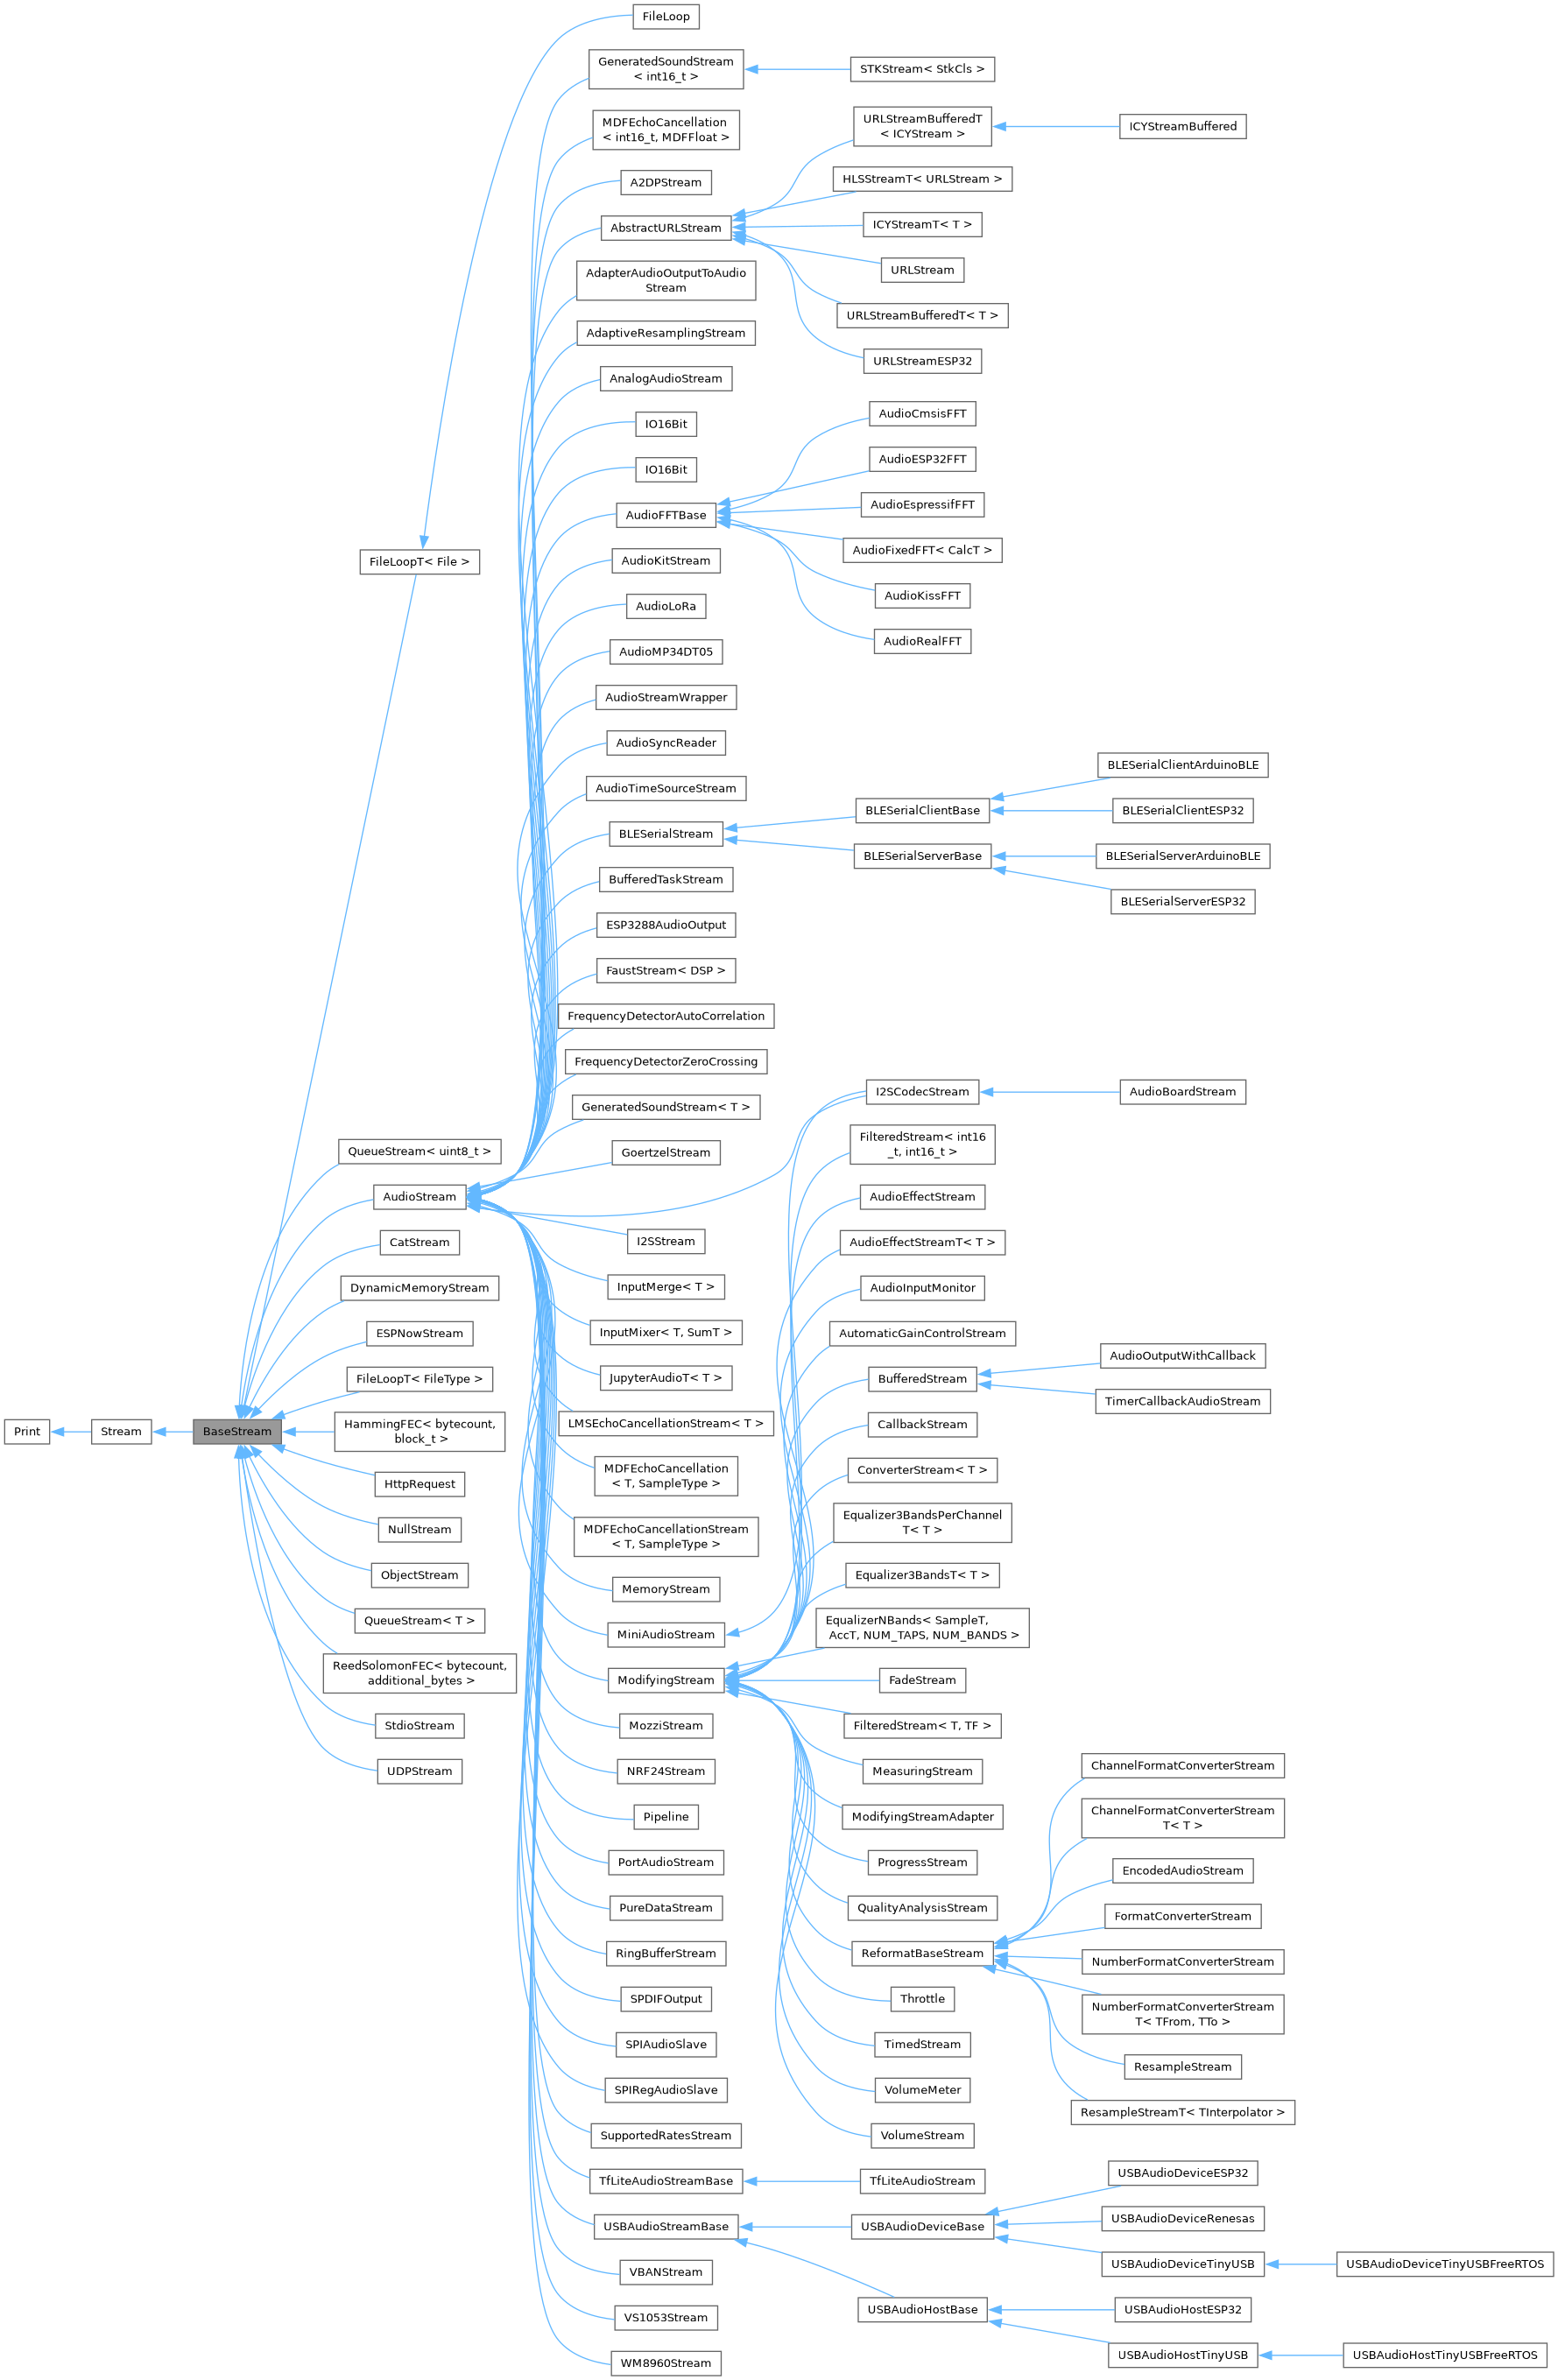 Print
Stream
BaseStream
FileLoopT< File >
QueueStream< uint8_t >
AudioStream
CatStream
DynamicMemoryStream
ESPNowStream
FileLoopT< FileType >
HammingFEC< bytecount,
block_t >
HttpRequest
NullStream
ObjectStream
QueueStream< T >
ReedSolomonFEC< bytecount,
additional_bytes >
StdioStream
UDPStream
FileLoop
GeneratedSoundStream
< int16_t >
MDFEchoCancellation
< int16_t, MDFFloat >
A2DPStream
AbstractURLStream
AdapterAudioOutputToAudio
Stream
AdaptiveResamplingStream
AnalogAudioStream
IO16Bit
IO16Bit
AudioFFTBase
AudioKitStream
AudioLoRa
AudioMP34DT05
AudioStreamWrapper
AudioSyncReader
AudioTimeSourceStream
BLESerialStream
BufferedTaskStream
ESP3288AudioOutput
FaustStream< DSP >
FrequencyDetectorAutoCorrelation
FrequencyDetectorZeroCrossing
GeneratedSoundStream< T >
GoertzelStream
I2SStream
InputMerge< T >
InputMixer< T, SumT >
JupyterAudioT< T >
LMSEchoCancellationStream< T >
MDFEchoCancellation
< T, SampleType >
MDFEchoCancellationStream
< T, SampleType >
MemoryStream
MiniAudioStream
ModifyingStream
MozziStream
NRF24Stream
Pipeline
PortAudioStream
PureDataStream
RingBufferStream
SPDIFOutput
SPIAudioSlave
SPIRegAudioSlave
SupportedRatesStream
TfLiteAudioStreamBase
USBAudioStreamBase
VBANStream
VS1053Stream
WM8960Stream
STKStream< StkCls >
URLStreamBufferedT
< ICYStream >
HLSStreamT< URLStream >
ICYStreamT< T >
URLStream
URLStreamBufferedT< T >
URLStreamESP32
AudioCmsisFFT
AudioESP32FFT
AudioEspressifFFT
AudioFixedFFT< CalcT >
AudioKissFFT
AudioRealFFT
BLESerialClientBase
BLESerialServerBase
I2SCodecStream
FilteredStream< int16
_t, int16_t >
AudioEffectStream
AudioEffectStreamT< T >
AudioInputMonitor
AutomaticGainControlStream
BufferedStream
CallbackStream
ConverterStream< T >
Equalizer3BandsPerChannel
T< T >
Equalizer3BandsT< T >
EqualizerNBands< SampleT,
AccT, NUM_TAPS, NUM_BANDS >
FadeStream
FilteredStream< T, TF >
MeasuringStream
ModifyingStreamAdapter
ProgressStream
QualityAnalysisStream
ReformatBaseStream
Throttle
TimedStream
VolumeMeter
VolumeStream
TfLiteAudioStream
USBAudioDeviceBase
USBAudioHostBase
ICYStreamBuffered
BLESerialClientArduinoBLE
BLESerialClientESP32
BLESerialServerArduinoBLE
BLESerialServerESP32
AudioBoardStream
AudioOutputWithCallback
TimerCallbackAudioStream
ChannelFormatConverterStream
ChannelFormatConverterStream
T< T >
EncodedAudioStream
FormatConverterStream
NumberFormatConverterStream
NumberFormatConverterStream
T< TFrom, TTo >
ResampleStream
ResampleStreamT< TInterpolator >
USBAudioDeviceESP32
USBAudioDeviceRenesas
USBAudioDeviceTinyUSB
USBAudioHostESP32
USBAudioHostTinyUSB
USBAudioDeviceTinyUSBFreeRTOS
USBAudioHostTinyUSBFreeRTOS